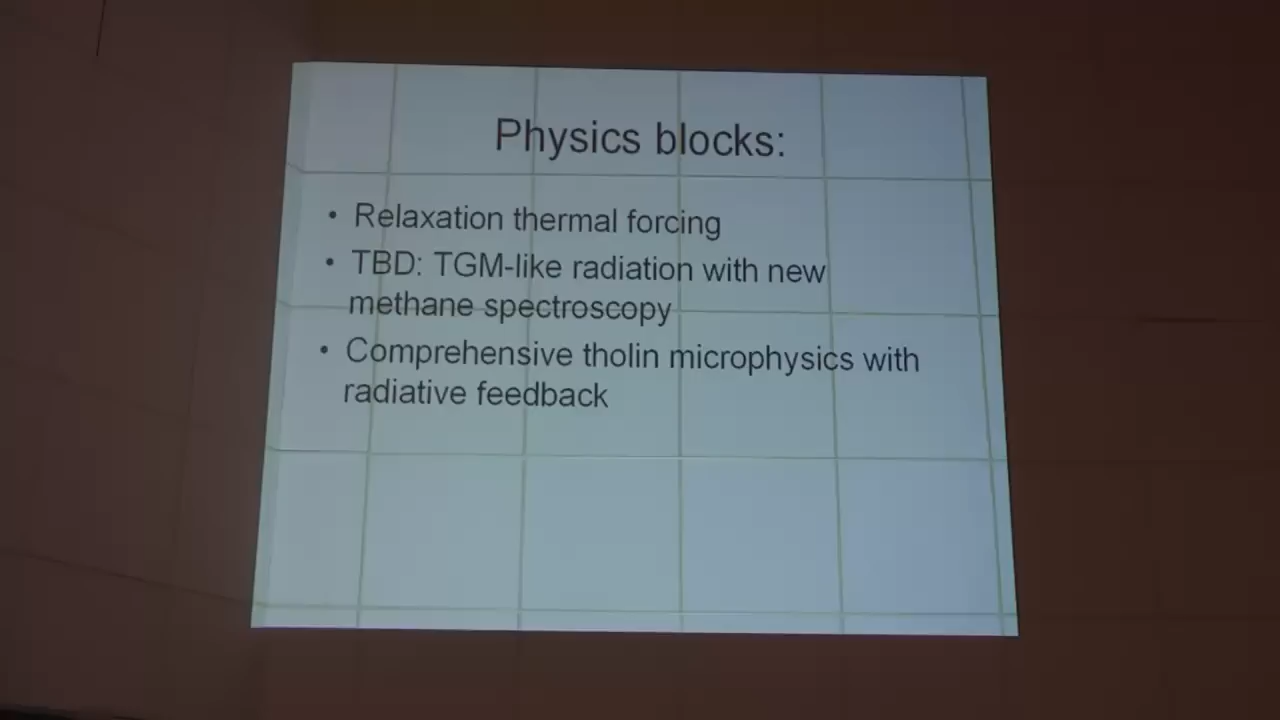 Physics blocks:
• Relaxation thermal forcing
• TBD: TGM-like radiation with new
methane spectroscopy
• Comprehensive tholin microphysics with
radiative feedback